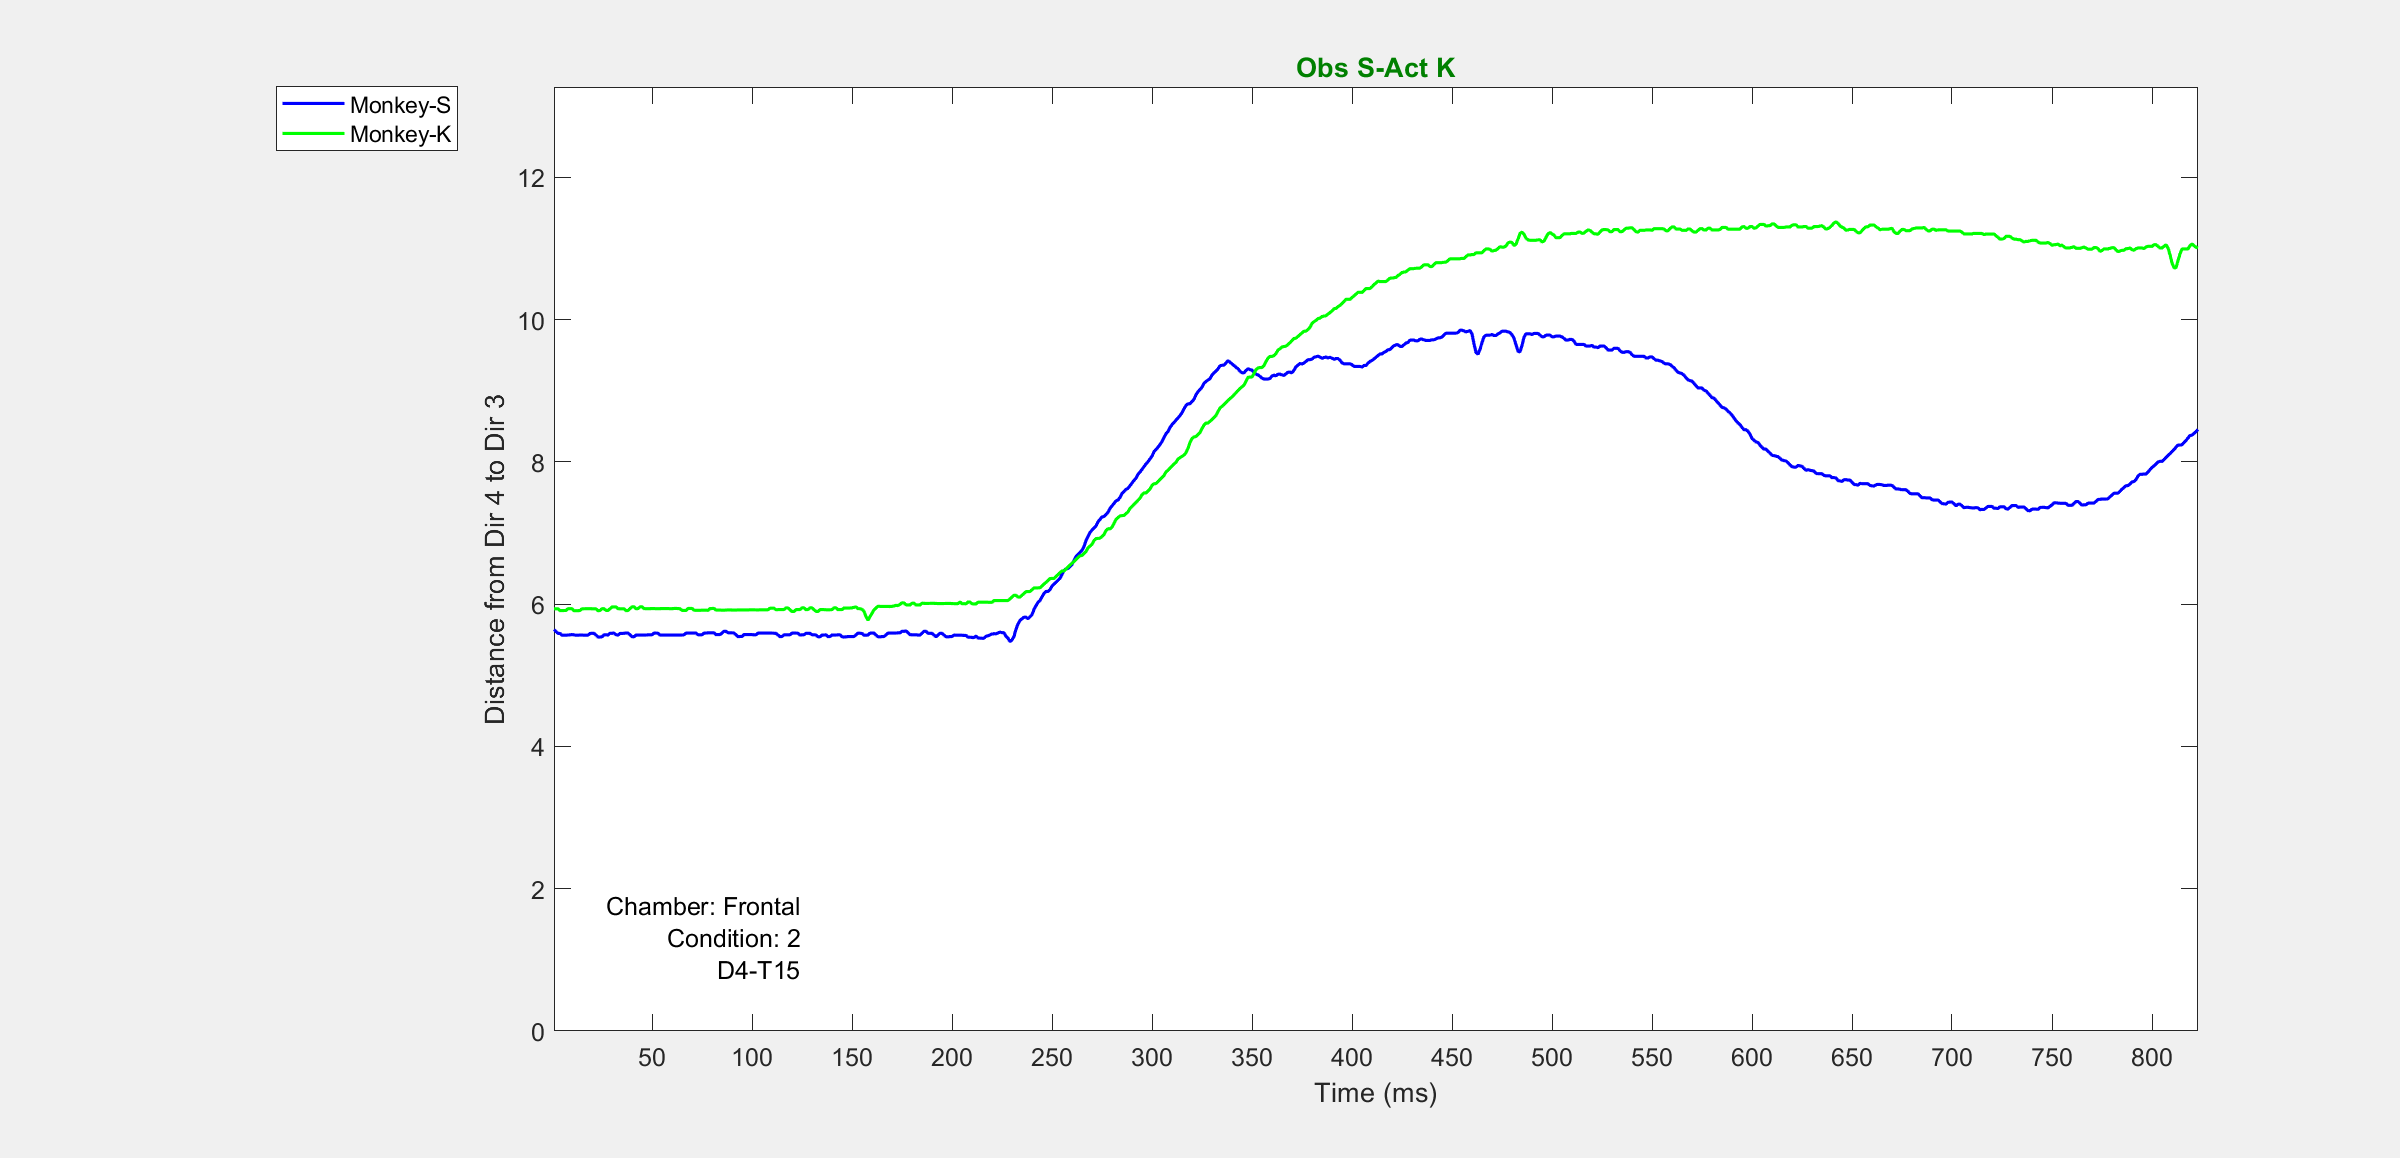 Obs S-Act K
Monkey-S
Monkey-K
Distance from Dir 4 to Dir 3
12
10
8
6
4
2
0
Chamber: Frontal
Condition: 2
D4-T15
50 100 150 200 250 300 350 400 450 500 550 600 650 700 750 800
Time (ms)